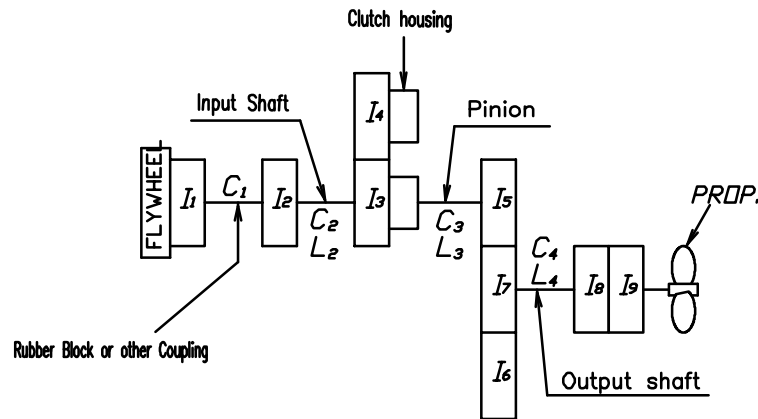 Clutch housing
Input Shaft
Pinion
I4
FLYWHEEL
I1
C1
I2
C2
L2
I3
C3
L3
I5
PROP.
I7
C4
L4
I8
I9
Rubber Block or other Coupling
I6
Output shaft